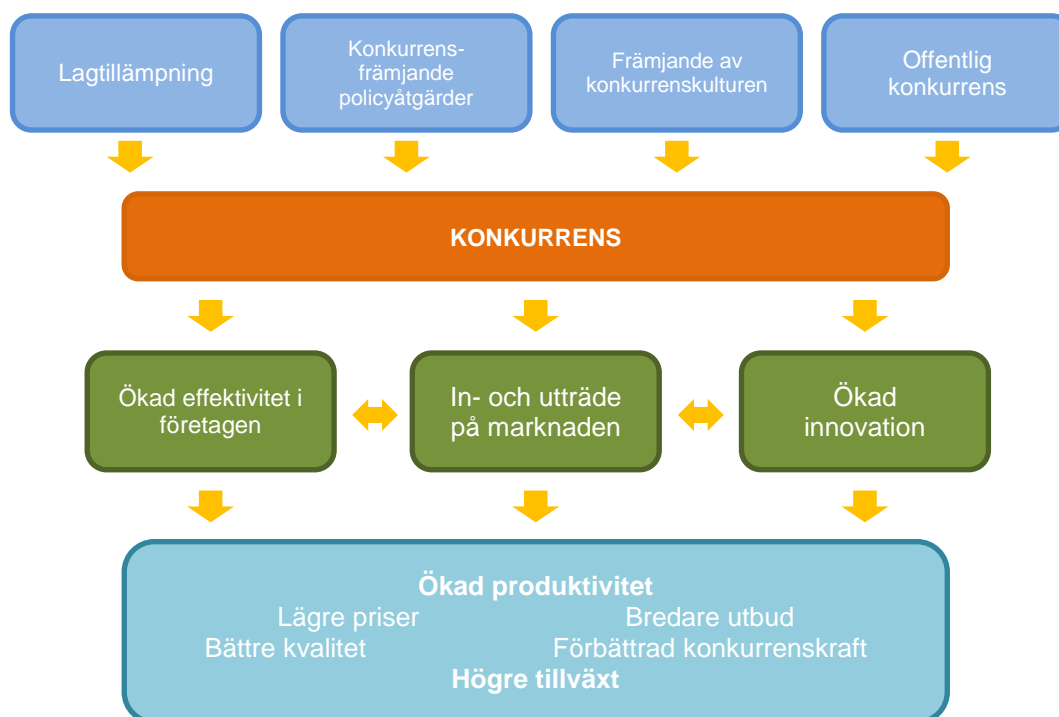 Lagtillämpning
Konkurrens-
främjande
policyåtgärder
Främjande av
konkurrenskulturen
Offentlig
konkurrens
KONKURRENS
Ökad effektivitet i
företagen
In- och utträde
på marknaden
Ökad
innovation
Ökad produktivitet
Lägre priser Bredare utbud
Bättre kvalitet Förbättrad konkurrenskraft
Högre tillväxt